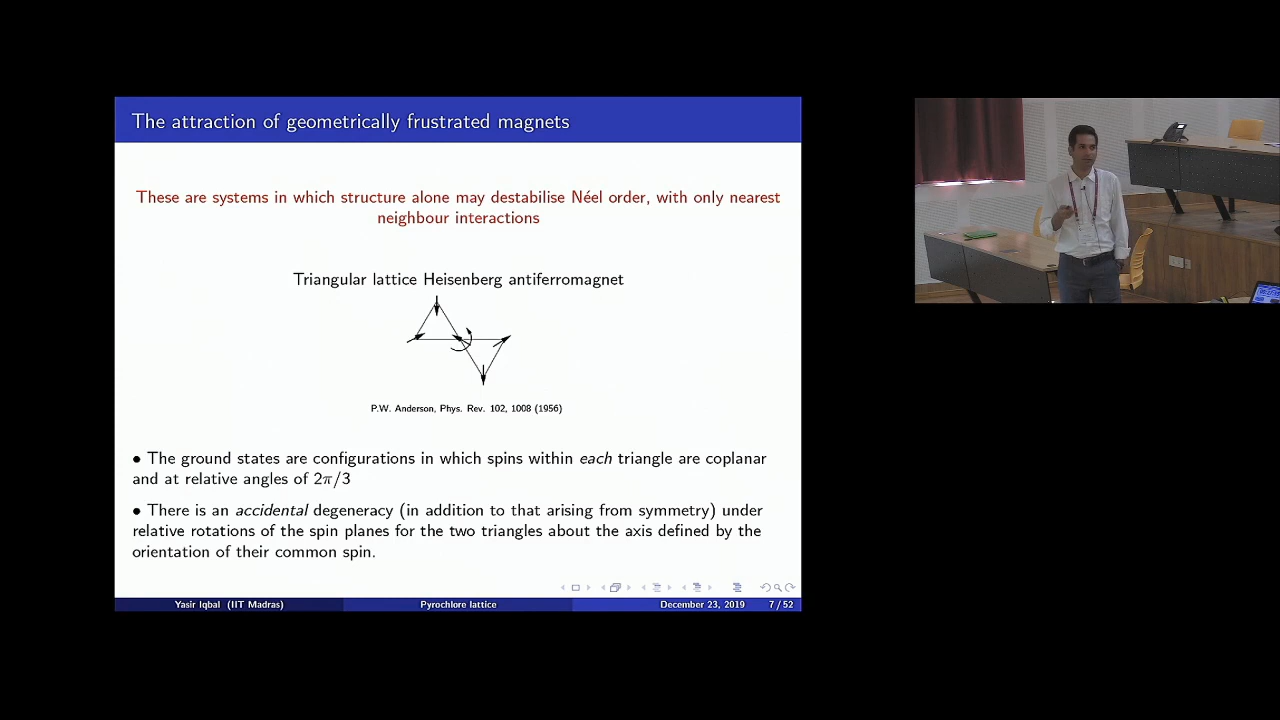 The attraction of geometrically frustrated magnets
These are systems in which structure alone may destabilise Néel order, with only nearest
neighbour interactions
Triangular lattice Heisenberg antiferromagnet
P.W. Anderson, Phys. Rev. 102, 1008 (1956)
• The ground states are configurations in which spins within each triangle are coplanar
and at relative angles of 2π/3
• There is an accidental degeneracy (in addition to that arising from symmetry) under
relative rotations of the spin planes for the two triangles about the axis defined by the
orientation of their common spin.
Yasir Iqbal (IIT Madras) Pyrochlore lattice December 23, 2019 7 / 52